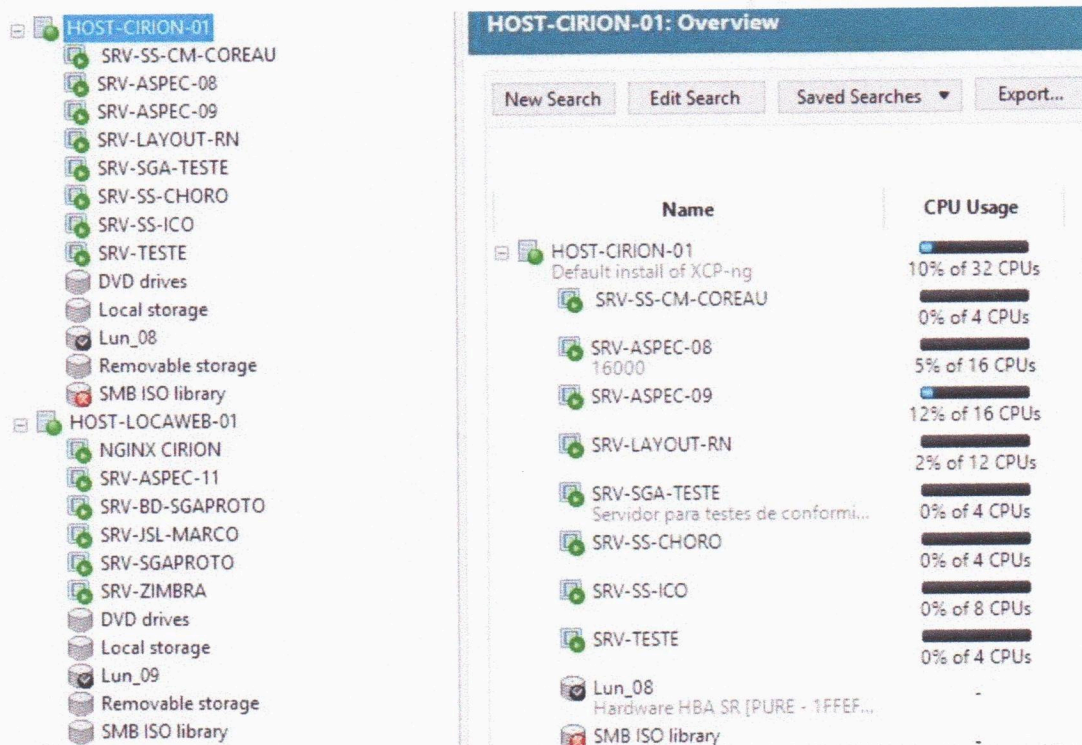 HOST-CIRION-01
SRV-SS-CM-COREAU
SRV-ASPEC-08
SRV-ASPEC-09
SRV-LAYOUT-RN
SRV-SGA-TESTE
SRV-SS-CHORO
SRV-SS-ICO
SRV-TESTE
DVD drives
Local storage
Lun_08
Removable storage
SMB ISO library
HOST-LOCAWEB-01
NGINX CIRION
SRV-ASPEC-11
SRV-BD-SGAPROTO
SRV-JSL-MARCO
SRV-SGAPROTO
SRV-ZIMBRA
DVD drives
Local storage
Lun_09
Removable storage
SMB ISO library
HOST-CIRION-01: Overview
New Search Edit Search Saved Searches Export...
Name CPU Usage
HOST-CIRION-01
Default install of XCP-ng
10% of 32 CPUs
SRV-SS-CM-COREAU
0% of 4 CPUs
SRV-ASPEC-08
16000
5% of 16 CPUs
SRV-ASPEC-09
12% of 16 CPUs
SRV-LAYOUT-RN
2% of 12 CPUs
SRV-SGA-TESTE
Servidor para testes de conformi...
0% of 4 CPUs
SRV-SS-CHORO
0% of 4 CPUs
SRV-SS-ICO
0% of 8 CPUs
SRV-TESTE
0% of 4 CPUs
Lun_08 -
Hardware HBA SR [PURE - 1FFEF...
SMB ISO library -